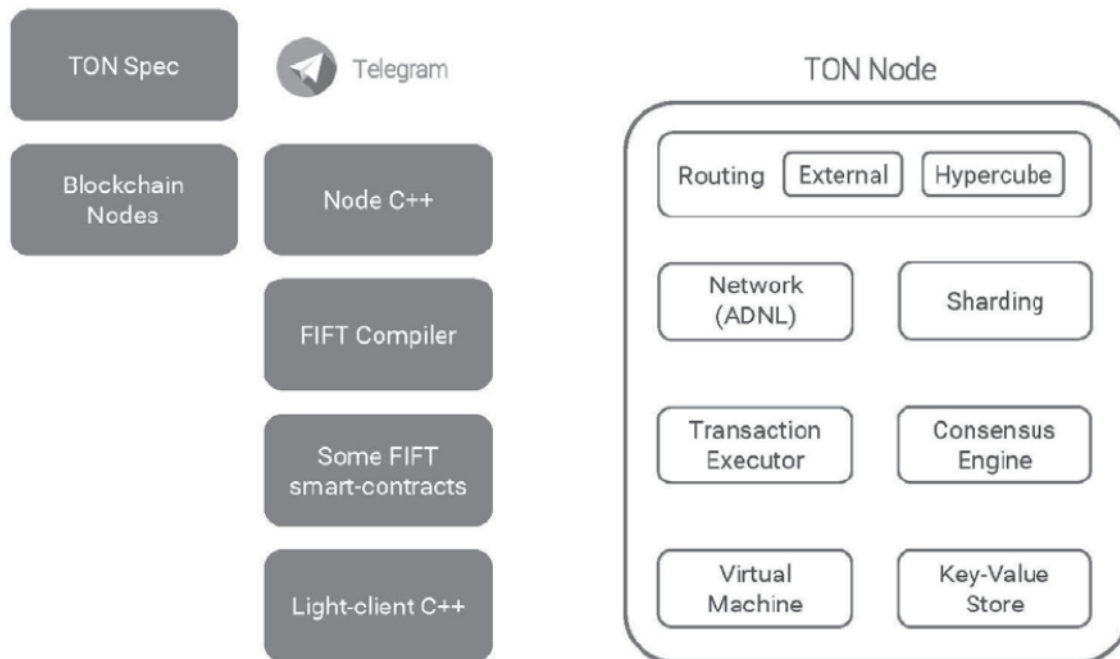 TON Spec
Telegram
Blockchain
Nodes
Node C++
FIFT Compiler
Some FIFT
smart-contracts
Light-client C++
TON Node
Routing
External
Hypercube
Network
(ADNL)
Sharding
Transaction
Executor
Consensus
Engine
Virtual
Machine
Key-Value
Store